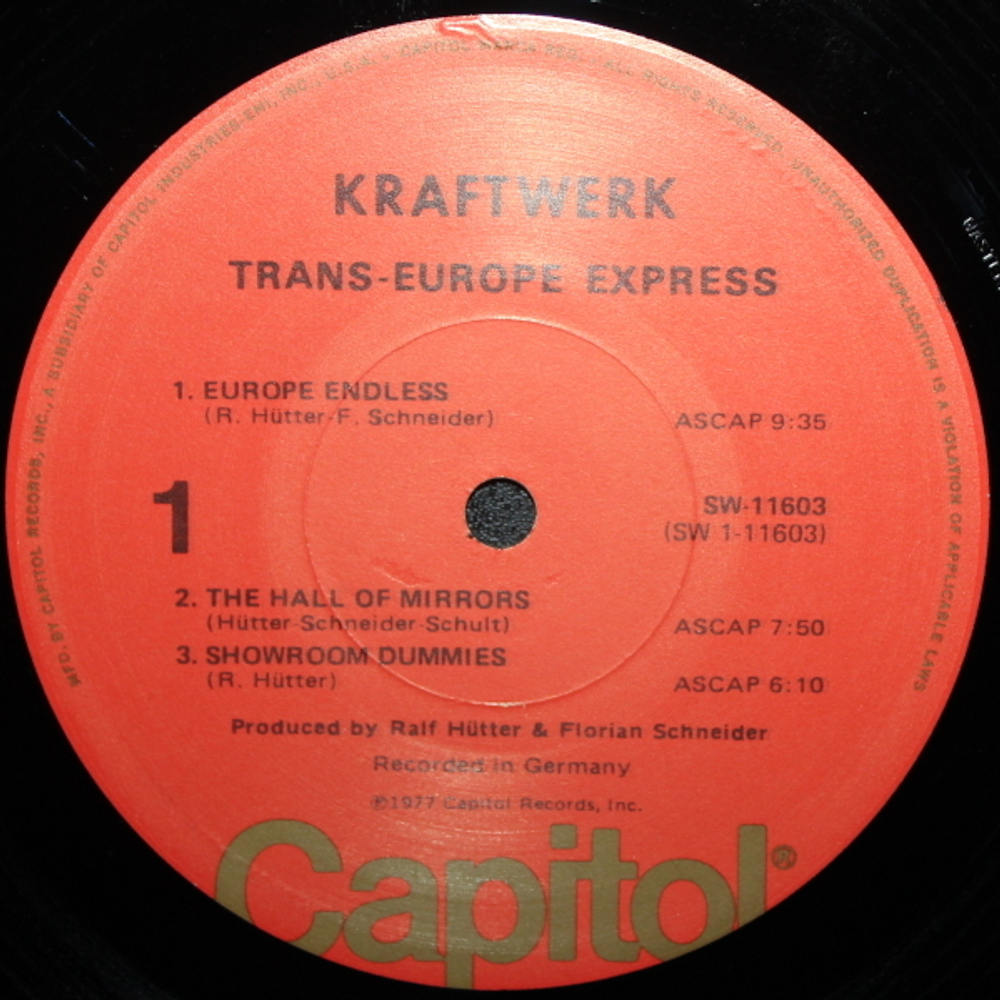 KRAFTWERK
TRANS-EUROPE EXPRESS
1. EUROPE ENDLESS
(R. Hütter-F. Schneider) ASCAP 9:35
1
SW-11603
(SW 1-11603)
2. THE HALL OF MIRRORS
(Hütter-Schneider-Schult) ASCAP 7:50
3. SHOWROOM DUMMIES
(R. Hütter) ASCAP 6:10
Produced by Ralf Hütter & Florian Schneider
Recorded in Germany
℗1977 Capitol Records, Inc.
Capitol®
MFD. BY CAPITOL RECORDS, INC., A SUBSIDIARY OF CAPITOL INDUSTRIES-EMI, INC., U.S.A. • CAPITOL MARCA REG. • ALL RIGHTS RESERVED. UNAUTHORIZED DUPLICATION IS A VIOLATION OF APPLICABLE LAWS